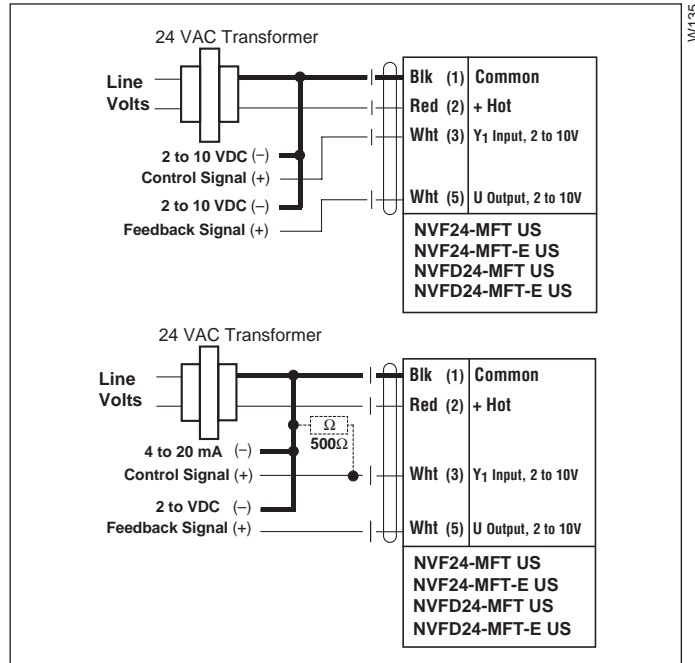 W135
24 VAC Transformer
Line
Volts
Blk (1) Common
Red (2) + Hot
Wht (3) Y1 Input, 2 to 10V
2 to 10 VDC (–)
Control Signal (+)
2 to 10 VDC (–)
Wht (5) U Output, 2 to 10V
Feedback Signal (+)
NVF24-MFT US
NVF24-MFT-E US
NVFD24-MFT US
NVFD24-MFT-E US
24 VAC Transformer
Line
Volts
Blk (1) Common
Red (2) + Hot
Ω
500Ω
4 to 20 mA (–)
Control Signal (+)
Wht (3) Y1 Input, 2 to 10V
2 to VDC (–)
Feedback Signal (+)
Wht (5) U Output, 2 to 10V
NVF24-MFT US
NVF24-MFT-E US
NVFD24-MFT US
NVFD24-MFT-E US